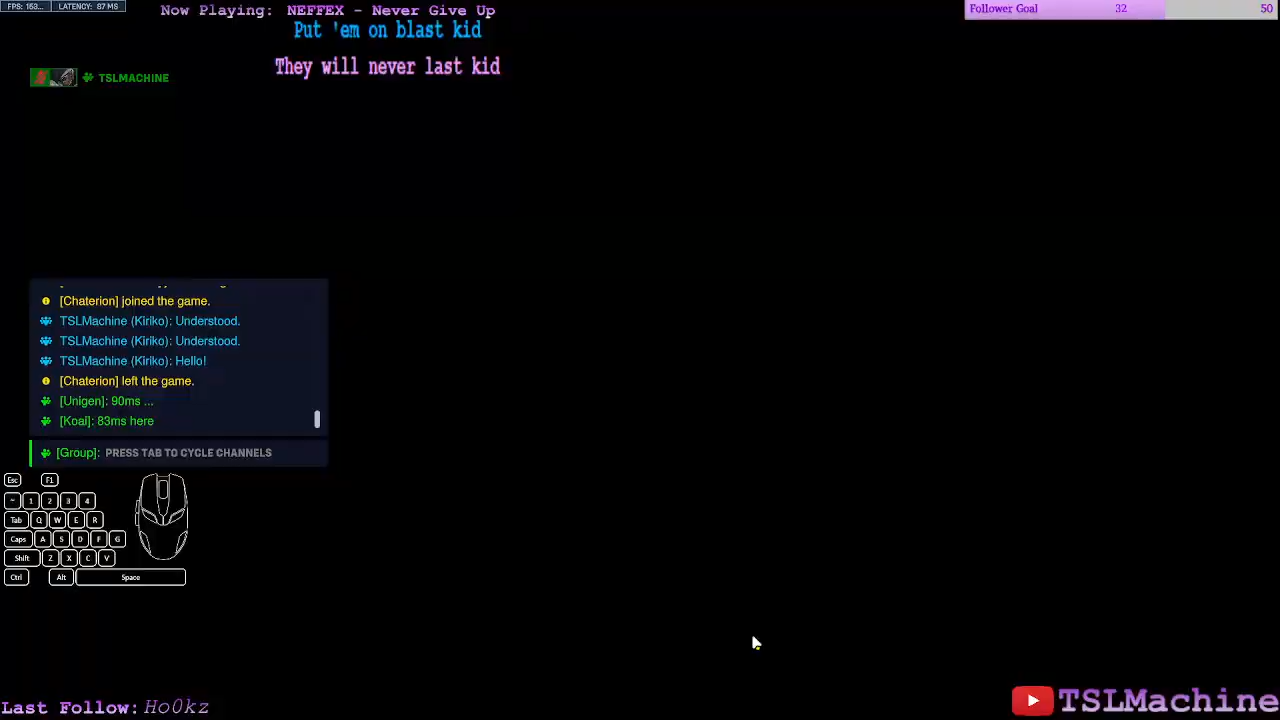 FPS: 153... LATENCY: 87 MS
Now Playing: NEFFEX - Never Give Up
Follower Goal 32 50
Put 'em on blast kid
They will never last kid
TSLMACHINE
[Chaterion] joined the game.
TSLMachine (Kiriko): Understood.
TSLMachine (Kiriko): Understood.
TSLMachine (Kiriko): Hello!
[Chaterion] left the game.
[Unigen]: 90ms ...
[Koai]: 83ms here
[Group]: PRESS TAB TO CYCLE CHANNELS
Esc F1
~ 1 2 3 4
Tab Q W E R
Caps A S D F G
Shift Z X C V
Ctrl Alt Space
Last Follow: Ho0kz
TSLMachine